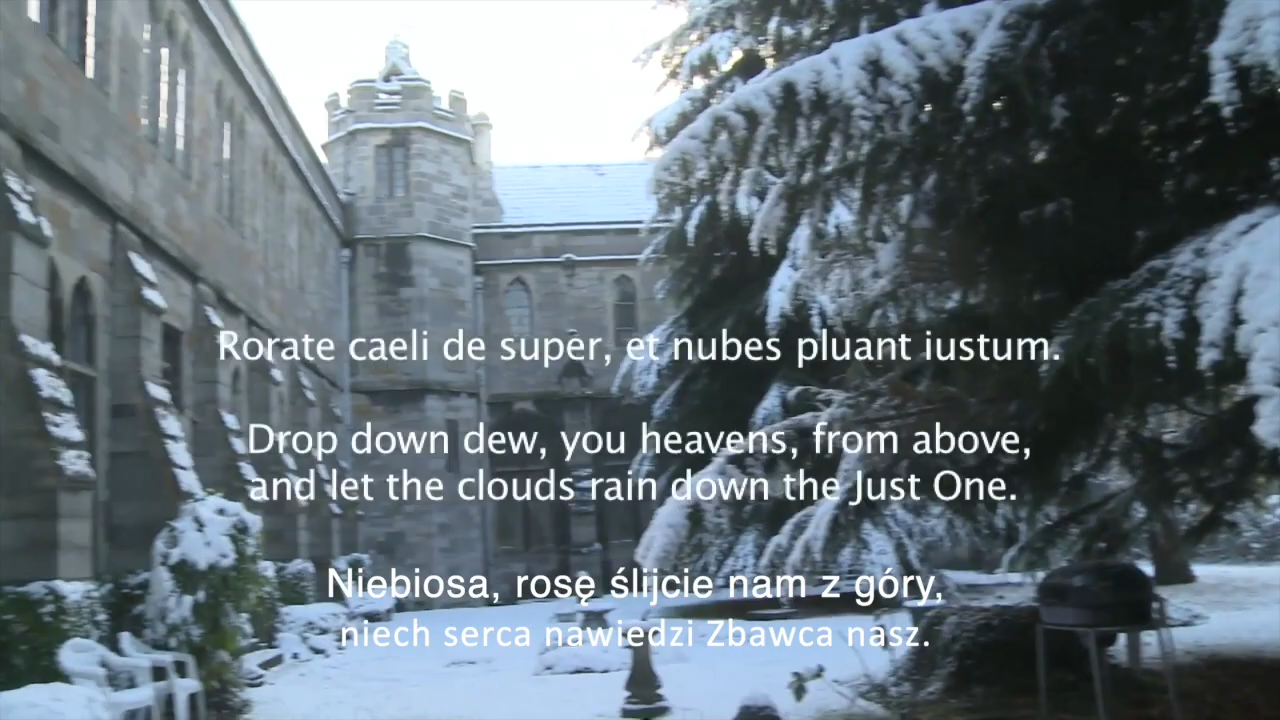 Rorate caeli de super, et nubes pluant iustum.
Drop down dew, you heavens, from above,
and let the clouds rain down the Just One.
Niebiosa, rosę ślijcie nam z góry,
niech serca nawiedzi Zbawca nasz.